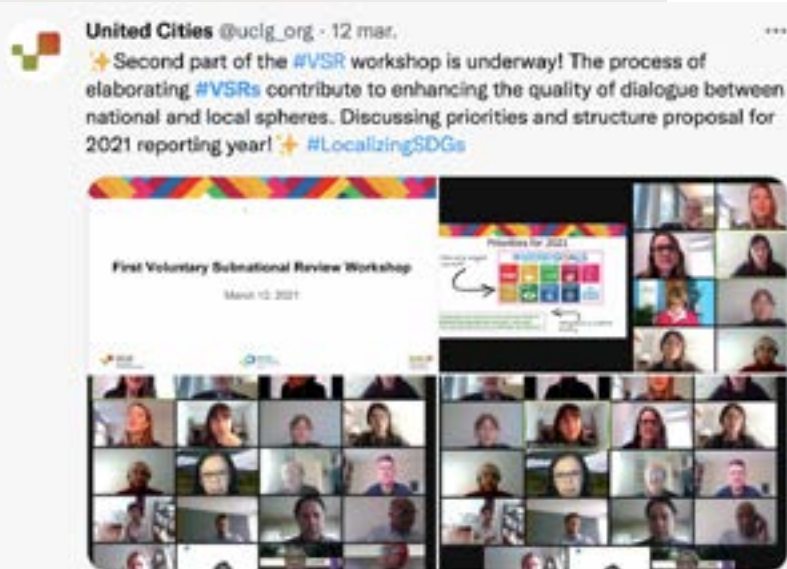 United Cities @uclg_org · 12 mar.
✨Second part of the #VSR workshop is underway! The process of
elaborating #VSRs contribute to enhancing the quality of dialogue between
national and local spheres. Discussing priorities and structure proposal for
2021 reporting year!✨ #LocalizingSDGs
First Voluntary Subnational Review Workshop
March 12, 2021
Priorities for 2021